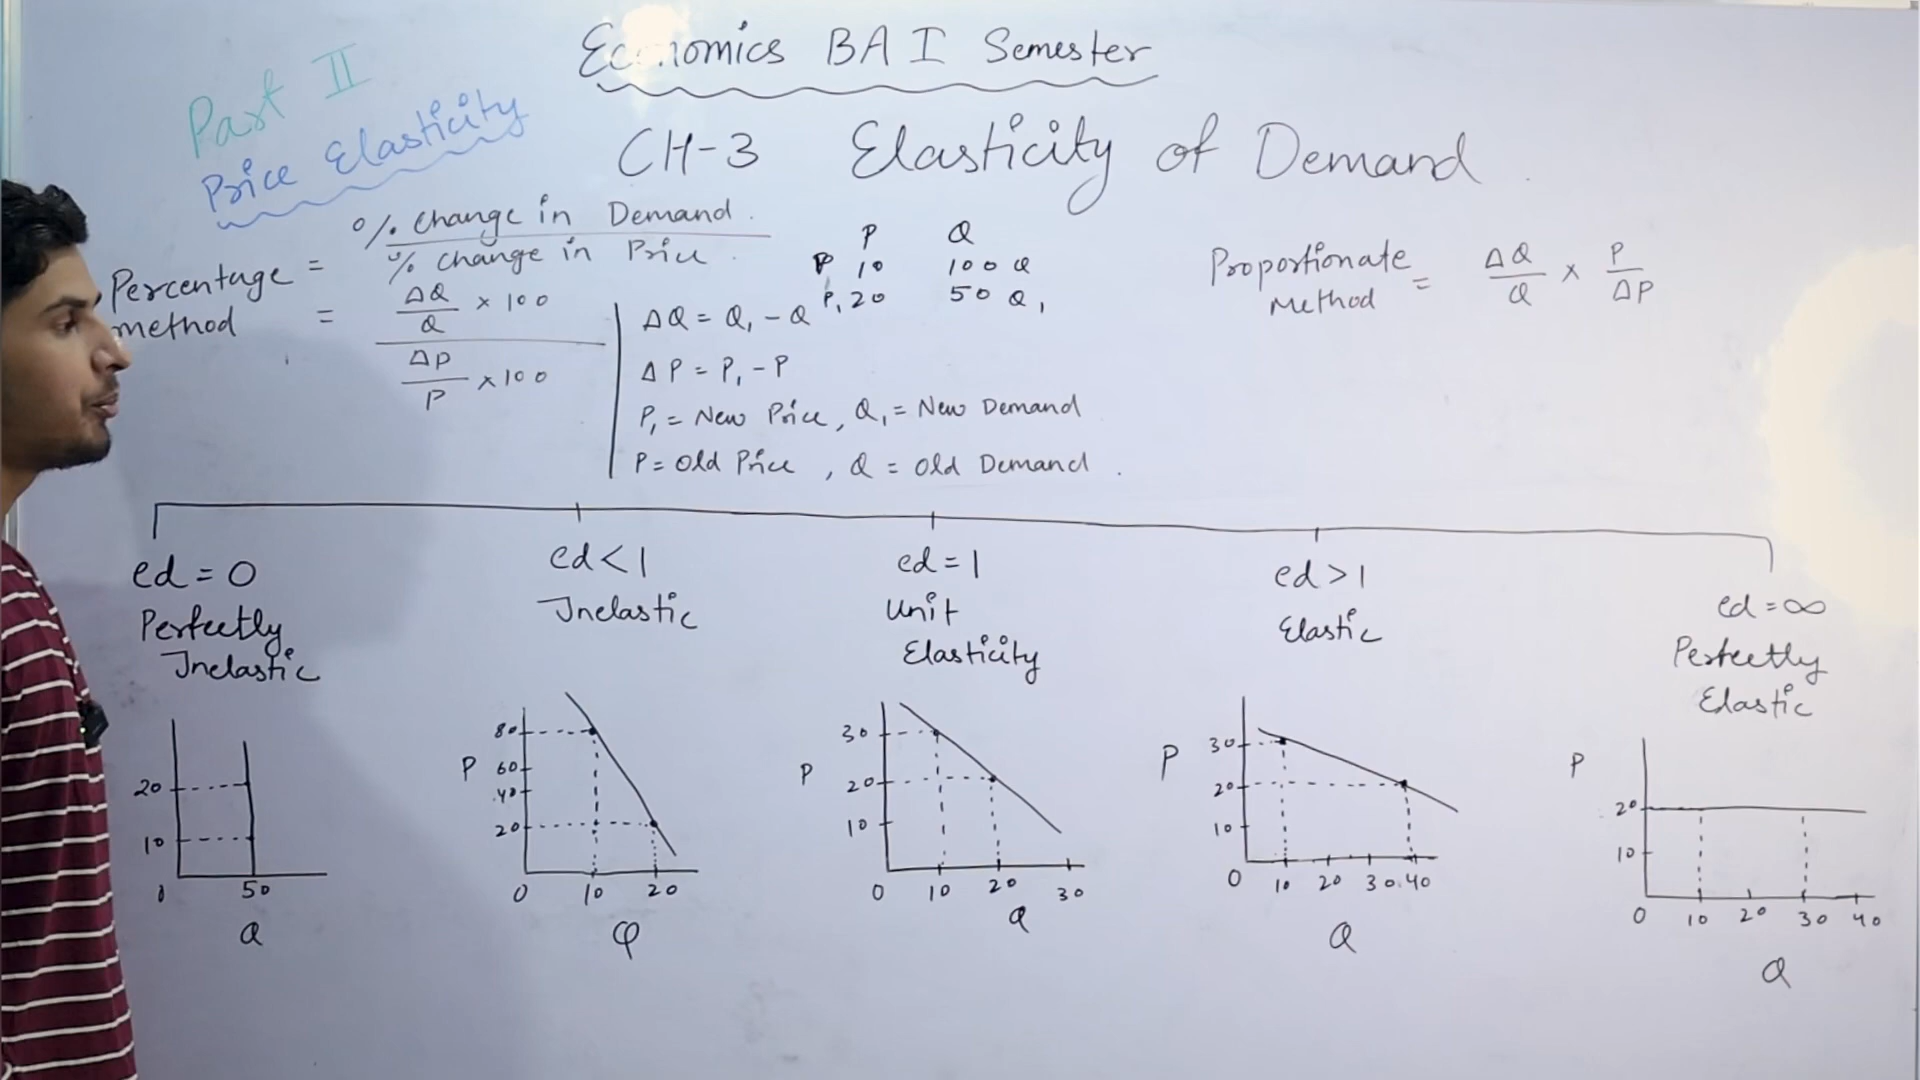 Economics BA I Semester
Part II
Price Elasticity
CH-3 Elasticity of Demand
Percentage method = % Change in Demand.
% Change in Price.
= ΔQ/Q × 100
ΔP/P × 100
P Q
P 10 100 Q
P₁ 20 50 Q₁
ΔQ = Q₁ - Q
ΔP = P₁ - P
P₁ = New Price, Q₁ = New Demand
P = Old Price, Q = Old Demand.
Proportionate Method = ΔQ/Q × P/ΔP
ed = 0
Perfectly
Inelastic
20
10
0 50
Q
ed < 1
Inelastic
P
80
60
40
20
0 10 20
Q
ed = 1
Unit
Elasticity
P
30
20
10
0 10 20 30
Q
ed > 1
Elastic
P
30
20
10
0 10 20 30 40
Q
ed = ∞
Perfectly
Elastic
P
20
10
0 10 20 30 40
Q